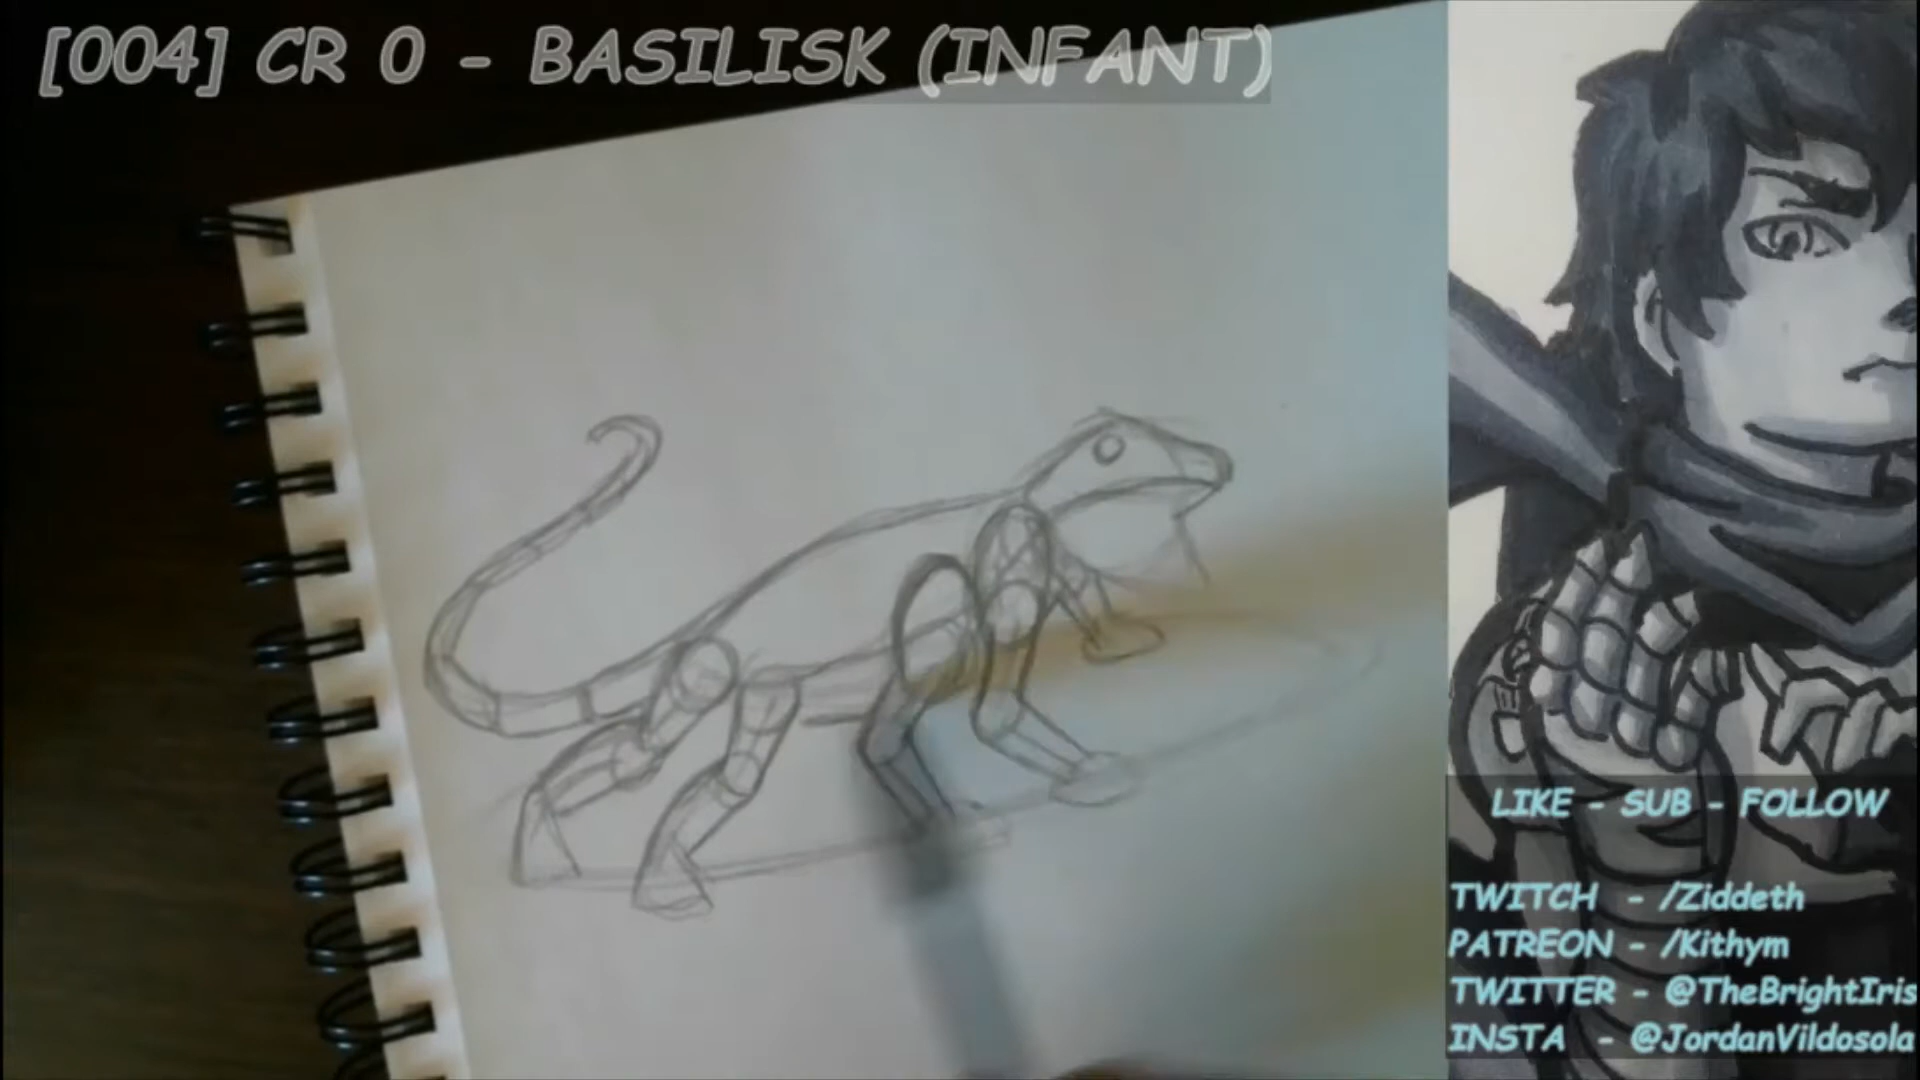 [004] CR 0 - BASILISK (INFANT)
LIKE - SUB - FOLLOW
TWITCH - /Ziddeth
PATREON - /Kithym
TWITTER - @TheBrightIris
INSTA - @JordanVildosola